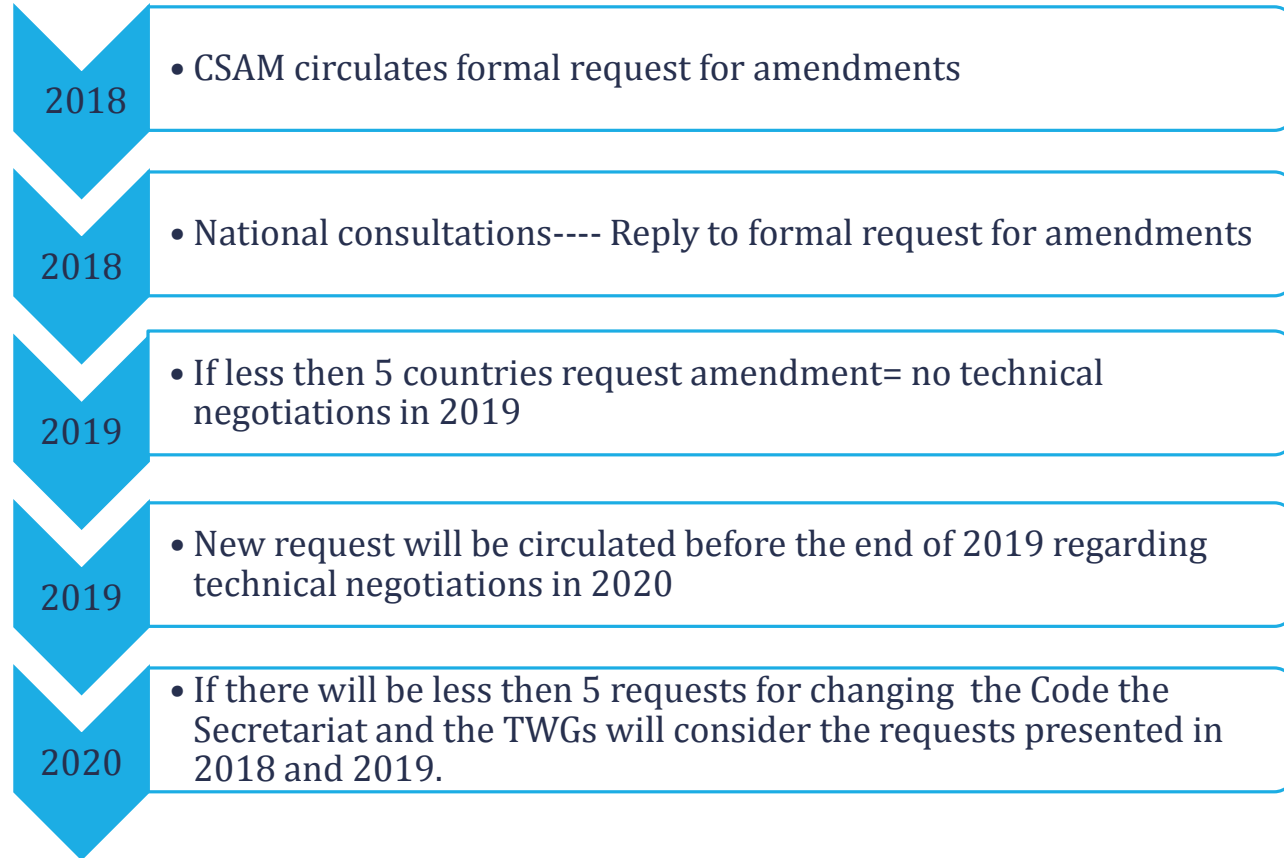 2018
• CSAM circulates formal request for amendments
2018
• National consultations---- Reply to formal request for amendments
2019
• If less then 5 countries request amendment= no technical
negotiations in 2019
2019
• New request will be circulated before the end of 2019 regarding
technical negotiations in 2020
2020
• If there will be less then 5 requests for changing  the Code the
Secretariat and the TWGs will consider the requests presented in
2018 and 2019.